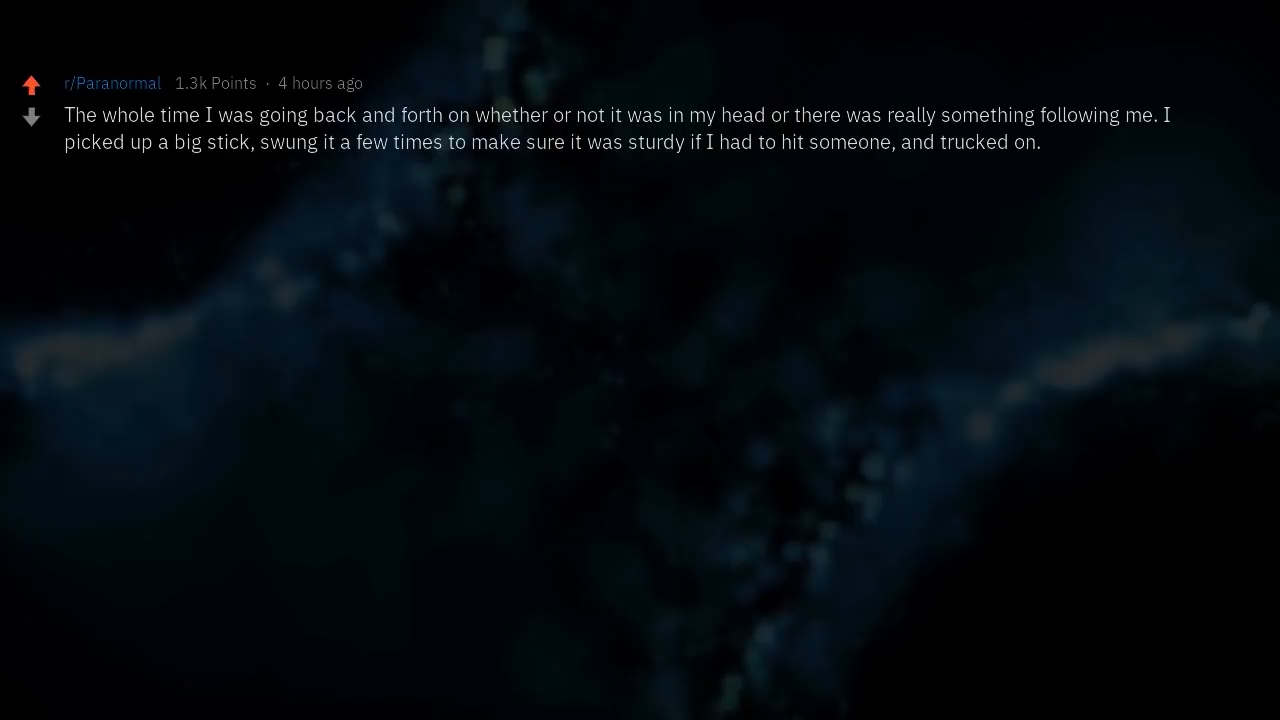 r/Paranormal 1.3k Points · 4 hours ago
The whole time I was going back and forth on whether or not it was in my head or there was really something following me. I
picked up a big stick, swung it a few times to make sure it was sturdy if I had to hit someone, and trucked on.